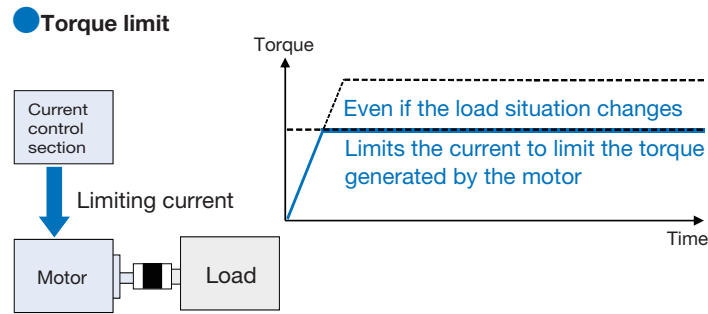 Torque limit
Torque
Current
control
section
Even if the load situation changes
Limits the current to limit the torque
generated by the motor
Limiting current
Time
Motor
Load